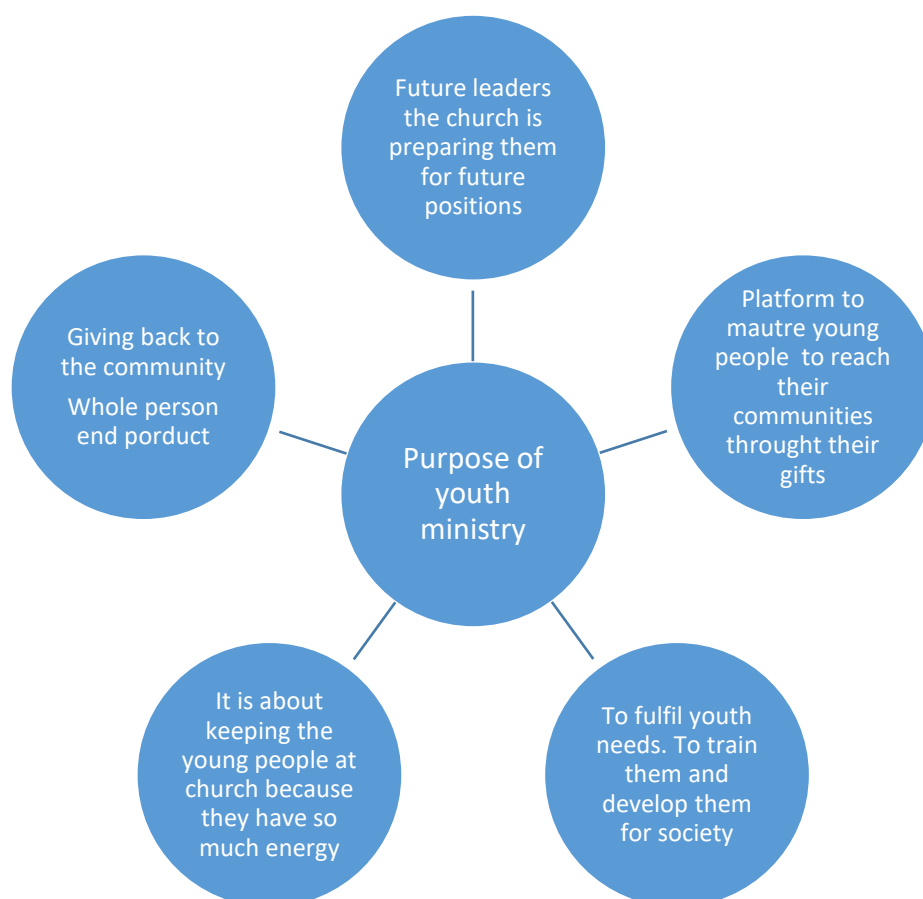 Future leaders
the church is
preparing them
for future
positions
Platform to
mautre young
people to reach
their
communities
throught their
gifts
To fulfil youth
needs. To train
them and
develop them
for society
It is about
keeping the
young people at
church because
they have so
much energy
Giving back to
the community
Whole person
end porduct
Purpose of
youth
ministry